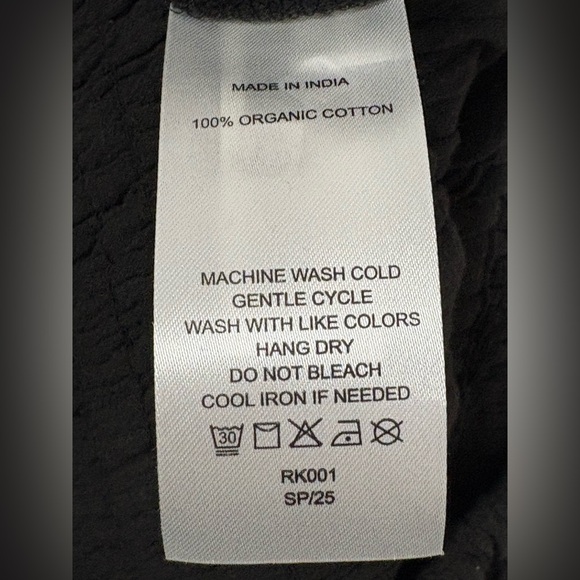 MADE IN INDIA
100% ORGANIC COTTON
MACHINE WASH COLD
GENTLE CYCLE
WASH WITH LIKE COLORS
HANG DRY
DO NOT BLEACH
COOL IRON IF NEEDED
30
RK001
SP/25